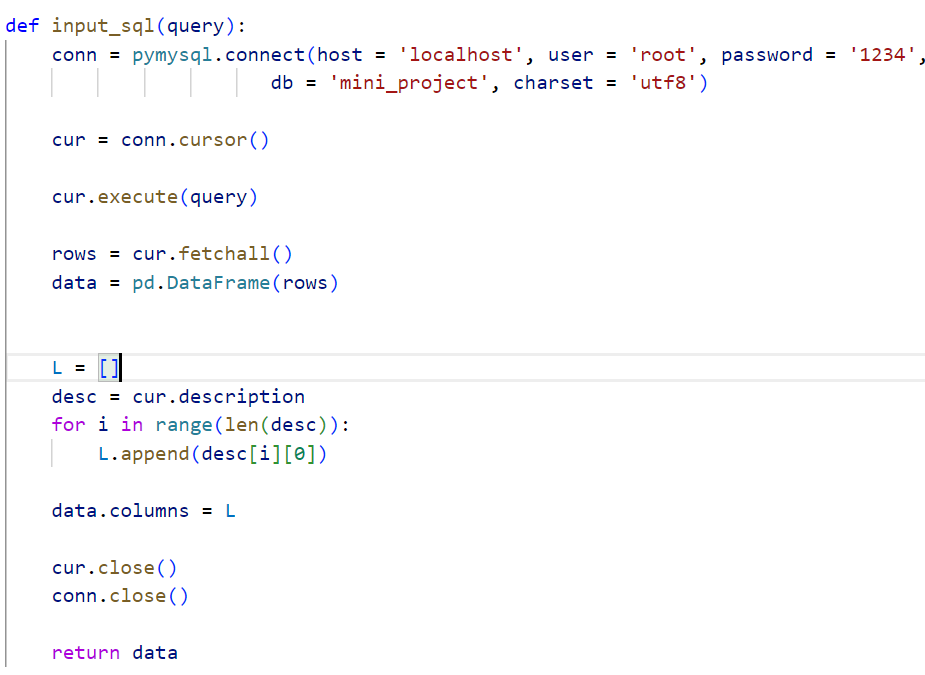 def input_sql(query):
    conn = pymysql.connect(host = 'localhost', user = 'root', password = '1234',
                   db = 'mini_project', charset = 'utf8')
    cur = conn.cursor()
    cur.execute(query)
    rows = cur.fetchall()
    data = pd.DataFrame(rows)
    L = []
    desc = cur.description
    for i in range(len(desc)):
        L.append(desc[i][0])
    data.columns = L
    cur.close()
    conn.close()
    return data